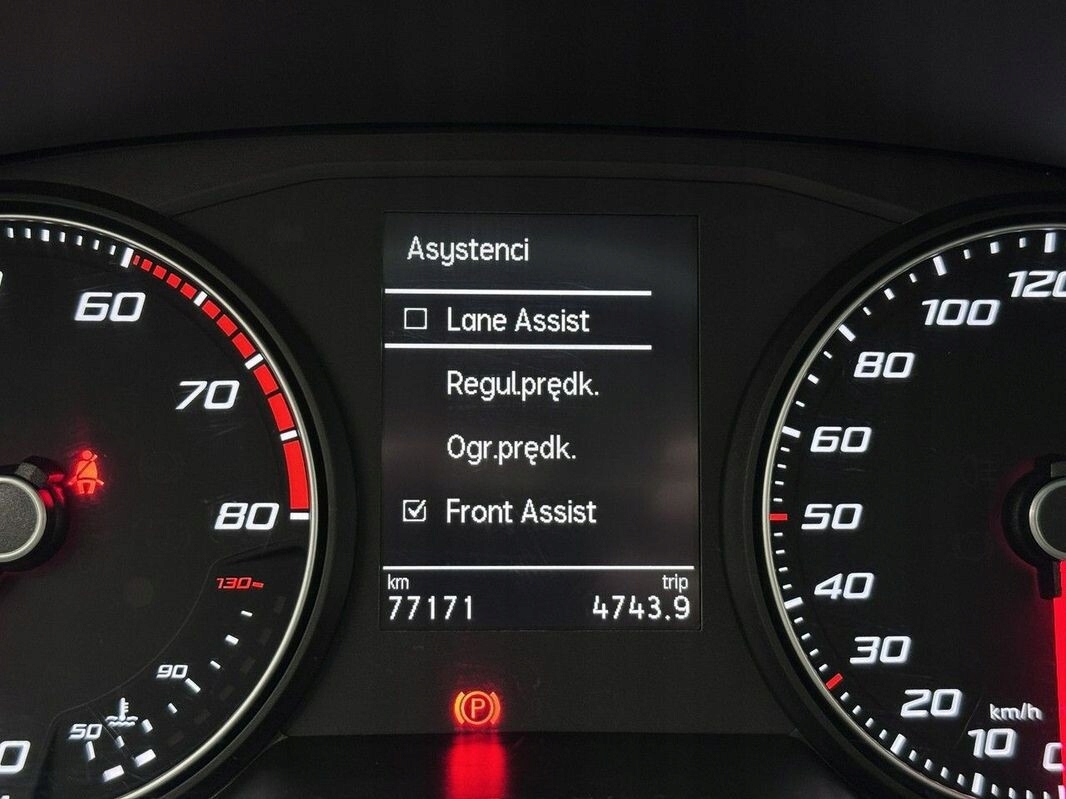 Asystenci
Lane Assist
Regul.prędk.
Ogr.prędk.
Front Assist
km
trip
77171
4743.9
60
70
80
130
90
50
P
120
100
80
60
50
40
30
20
10
km/h